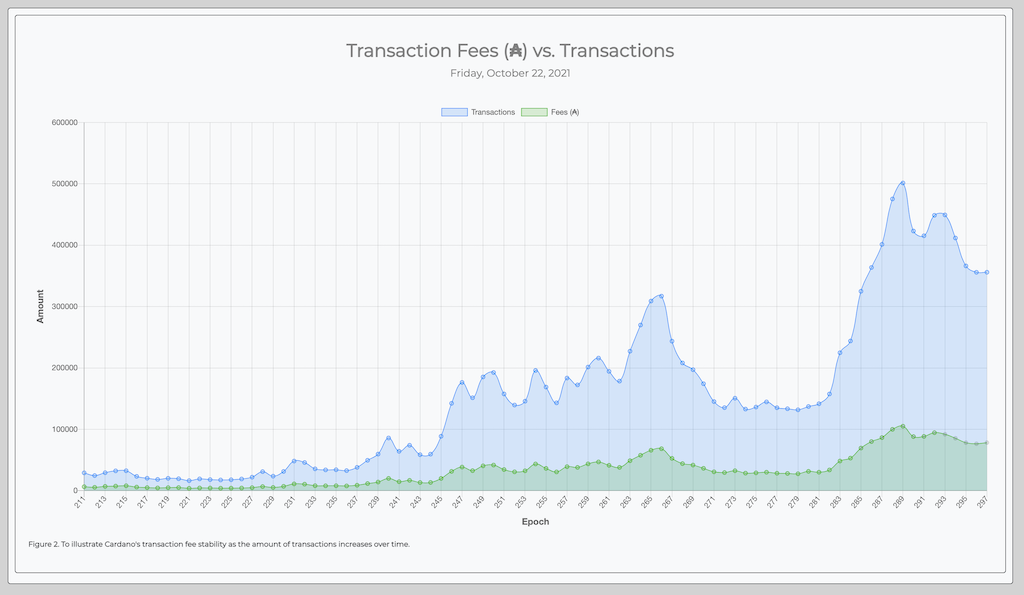 Transaction Fees (₳) vs. Transactions
Friday, October 22, 2021
Transactions Fees (₳)
600000
500000
400000
300000
200000
100000
0
Amount
211 213 215 217 219 221 223 225 227 229 231 233 235 237 239 241 243 245 247 249 251 253 255 257 259 261 263 265 267 269 271 273 275 277 279 281 283 285 287 289 291 293 295 297
Epoch
Figure 2. To illustrate Cardano's transaction fee stability as the amount of transactions increases over time.